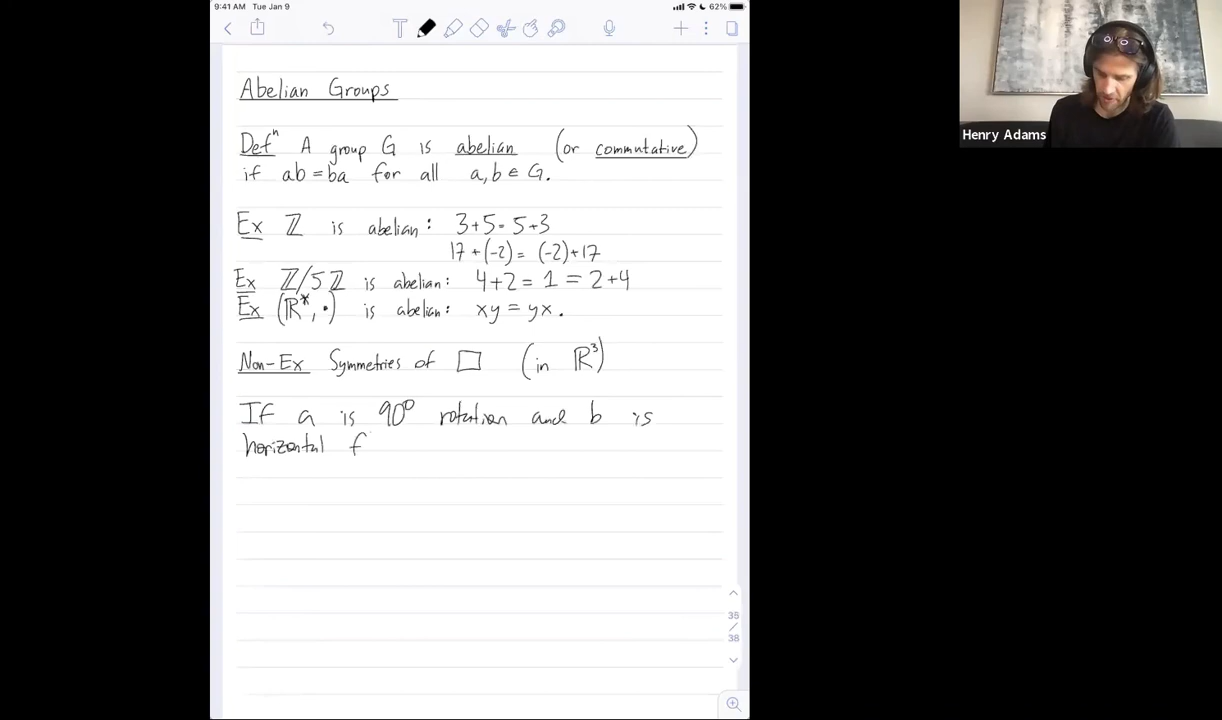 9:41 AM Tue Jan 9
62%
Abelian Groups
Defⁿ A group G is abelian (or commutative)
if ab = ba for all a, b ∈ G.
Ex ℤ is abelian: 3+5 = 5+3
17 + (-2) = (-2) + 17
Ex ℤ/5ℤ is abelian: 4+2 = 1 = 2+4
Ex (ℝ*, ·) is abelian: xy = yx.
Non-Ex Symmetries of □ (in ℝ³)
If a is 90° rotation and b is
horizontal f
35
/
38
Henry Adams